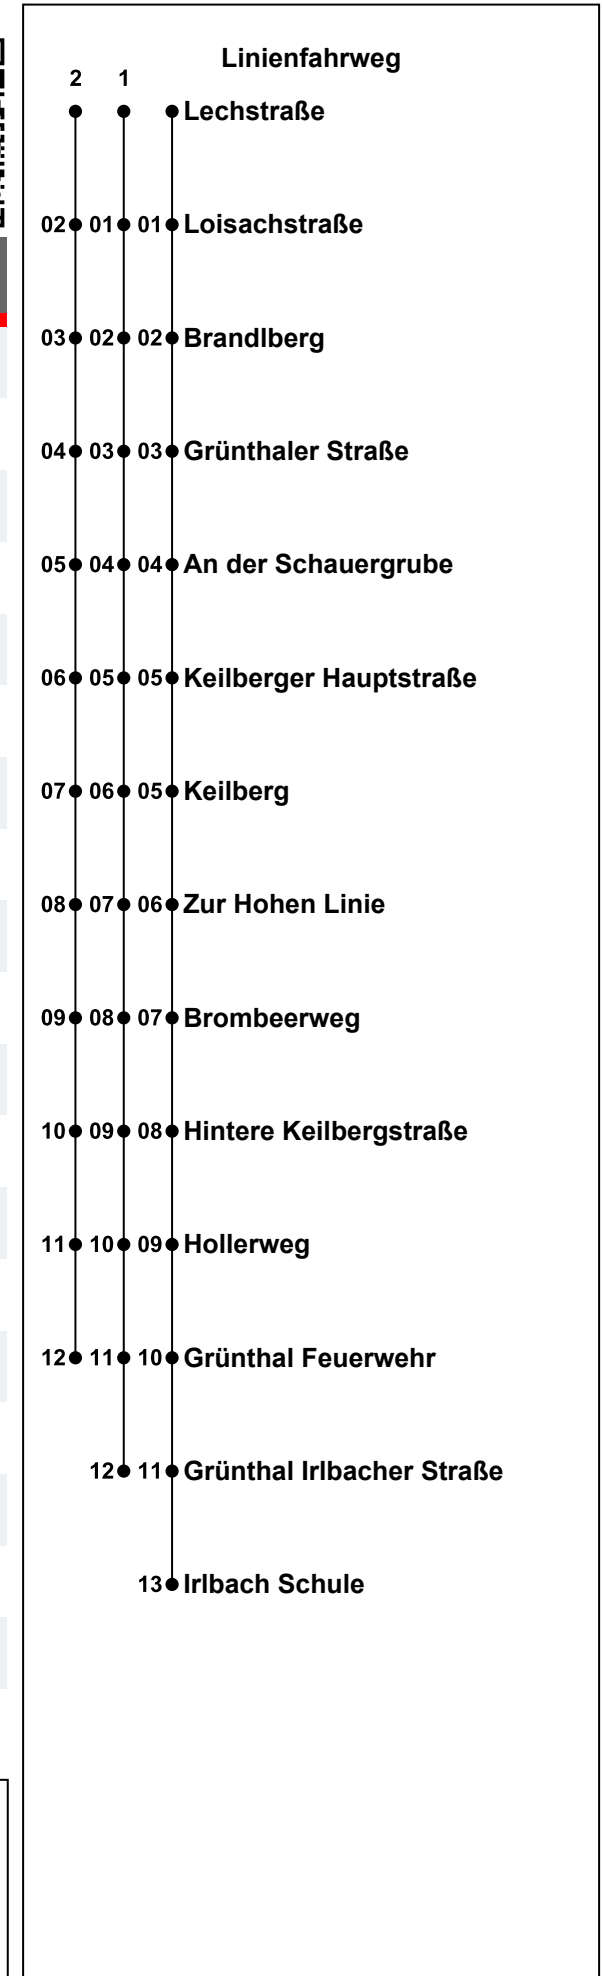 Linienfahrweg
2 1
Lechstraße
02 01 01 Loisachstraße
03 02 02 Brandlberg
04 03 03 Grünthaler Straße
05 04 04 An der Schauergrube
06 05 05 Keilberger Hauptstraße
07 06 05 Keilberg
08 07 06 Zur Hohen Linie
09 08 07 Brombeerweg
10 09 08 Hintere Keilbergstraße
11 10 09 Hollerweg
12 11 10 Grünthal Feuerwehr
12 11 Grünthal Irlbacher Straße
13 Irlbach Schule